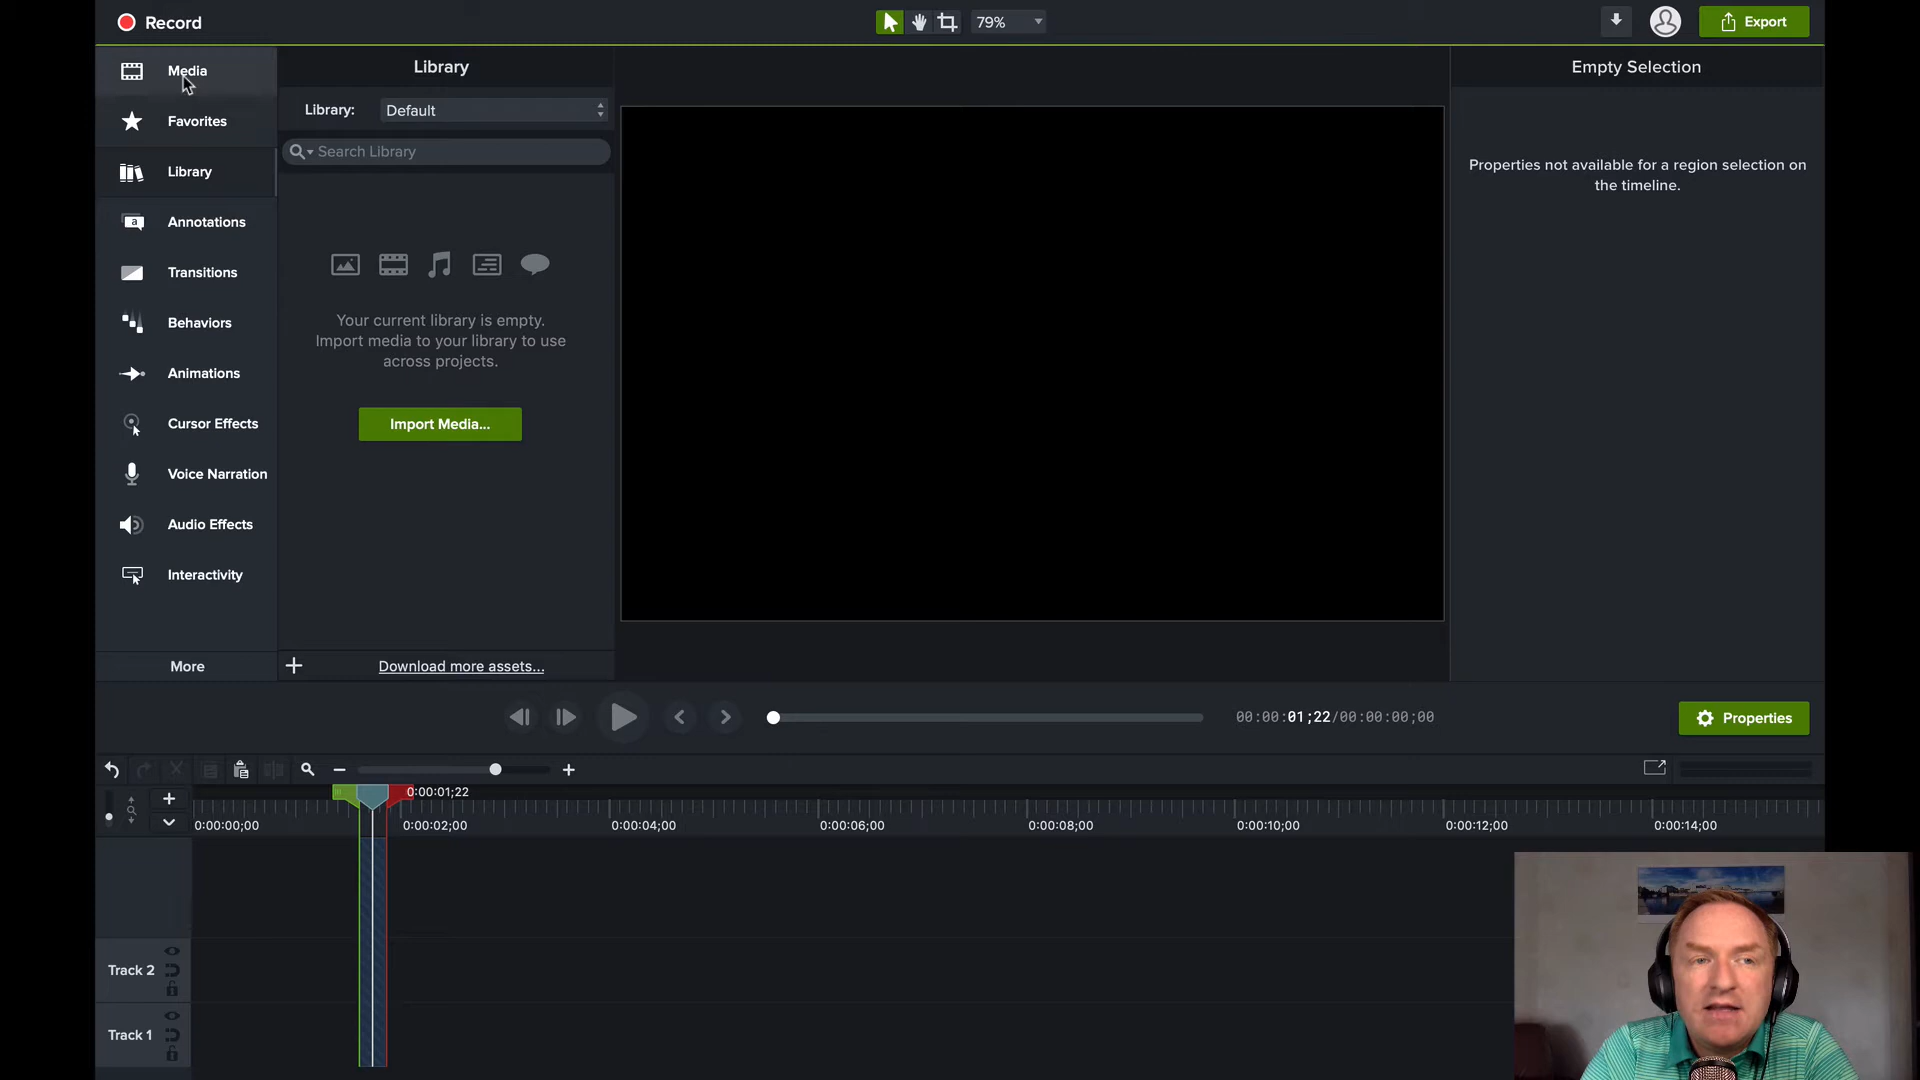 Record
79%
Export
Media
Favorites
Library
Annotations
Transitions
Behaviors
Animations
Cursor Effects
Voice Narration
Audio Effects
Interactivity
More
Library
Library: Default
Search Library
Your current library is empty.
Import media to your library to use
across projects.
Import Media...
Download more assets...
Empty Selection
Properties not available for a region selection on
the timeline.
00:00:01;22/00:00:00;00
Properties
0:00:01;22
0:00:00;00 0:00:02;00 0:00:04;00 0:00:06;00 0:00:08;00 0:00:10;00 0:00:12;00 0:00:14;00
Track 2
Track 1